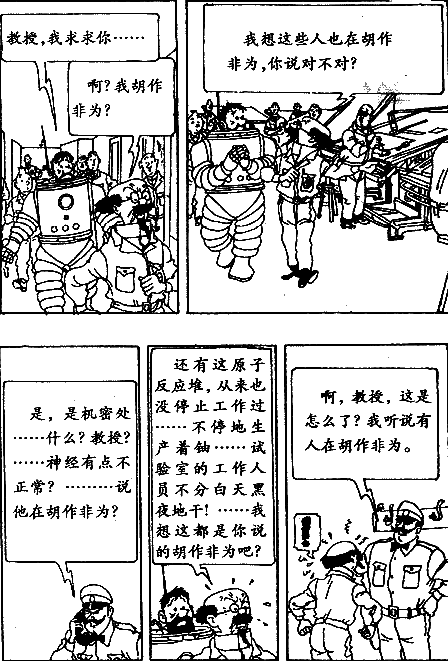 教授，我求求你……
啊？我胡作
非为？
我想这些人也在胡作
非为，你说对不对？
是，是机密处
……什么？教授？
……神经有点不
正常？………说
他在胡作非为？
还有这原子
反应堆，从来也
没停止工作过
……不停地生
产着铀……试
验室的工作人
员不分白天黑
夜地干！……我
想这都是你说
的胡作非为吧？
啊，教授，这是
怎么了？我听说有
人在胡作非为。